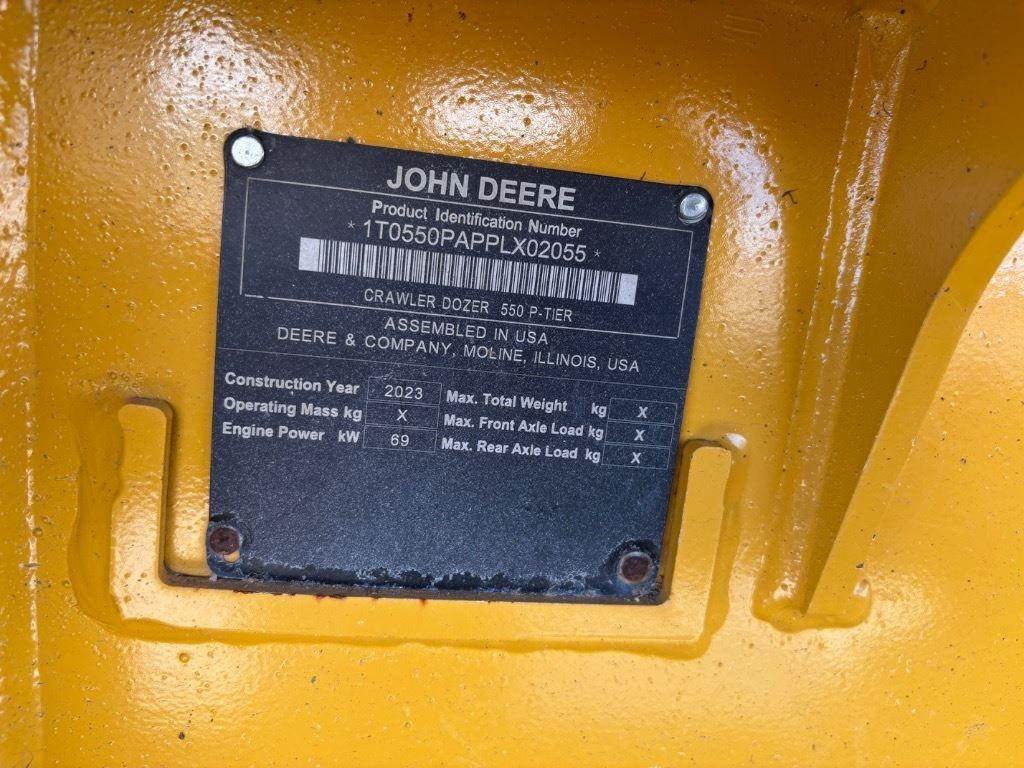 JOHN DEERE
Product Identification Number
* 1T0550PAPPLX02055 *
CRAWLER DOZER 550 P-TIER
ASSEMBLED IN USA
DEERE & COMPANY, MOLINE, ILLINOIS, USA
Construction Year 2023 Max. Total Weight kg X
Operating Mass kg X Max. Front Axle Load kg X
Engine Power kW 69 Max. Rear Axle Load kg X